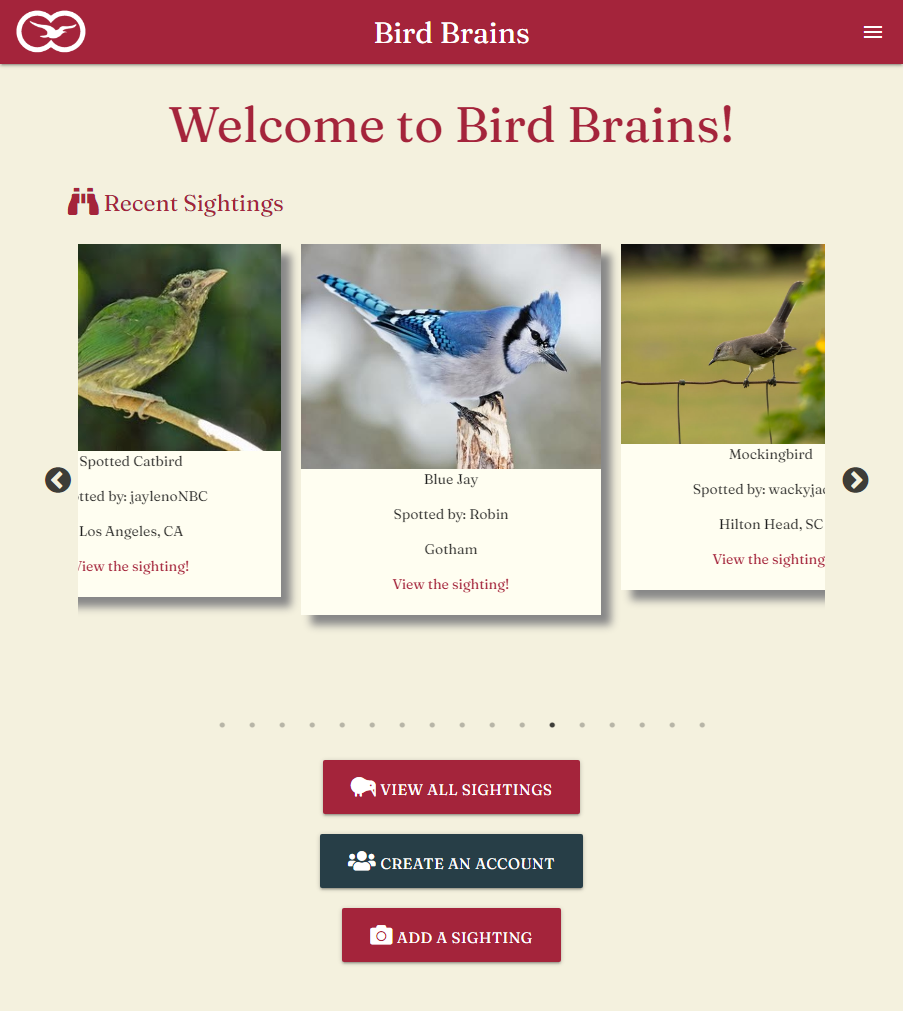 Bird Brains
Welcome to Bird Brains!
Recent Sightings
Spotted Catbird
by: jaylenoNBC
Los Angeles, CA
View the sighting!
Blue Jay
Spotted by: Robin
Gotham
View the sighting!
Mockingbird
Spotted by:
Hilton Head, SC
View the sighting
VIEW ALL SIGHTINGS
CREATE AN ACCOUNT
ADD A SIGHTING